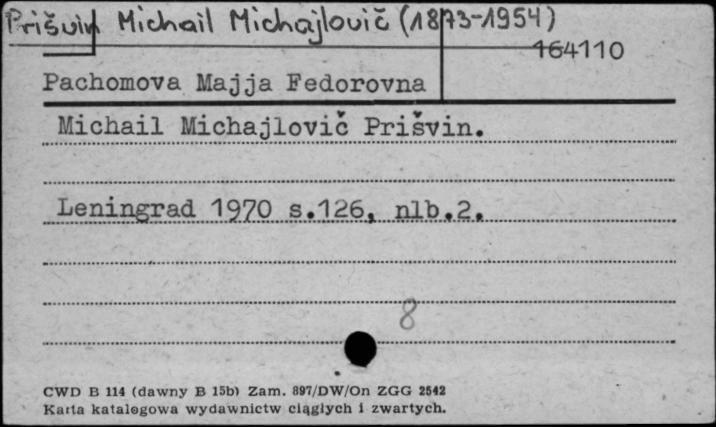 Prišvin Michail Michajlovič (1873-1954)
164110
Pachomova Majja Fedorovna
Michail Michajlovič Prišvin.
Leningrad 1970 s.126, nlb.2.
8
CWD B 114 (dawny B 15b) Zam. 897/DW/On ZGG 2542
Karta katalogowa wydawnictw ciągłych i zwartych.